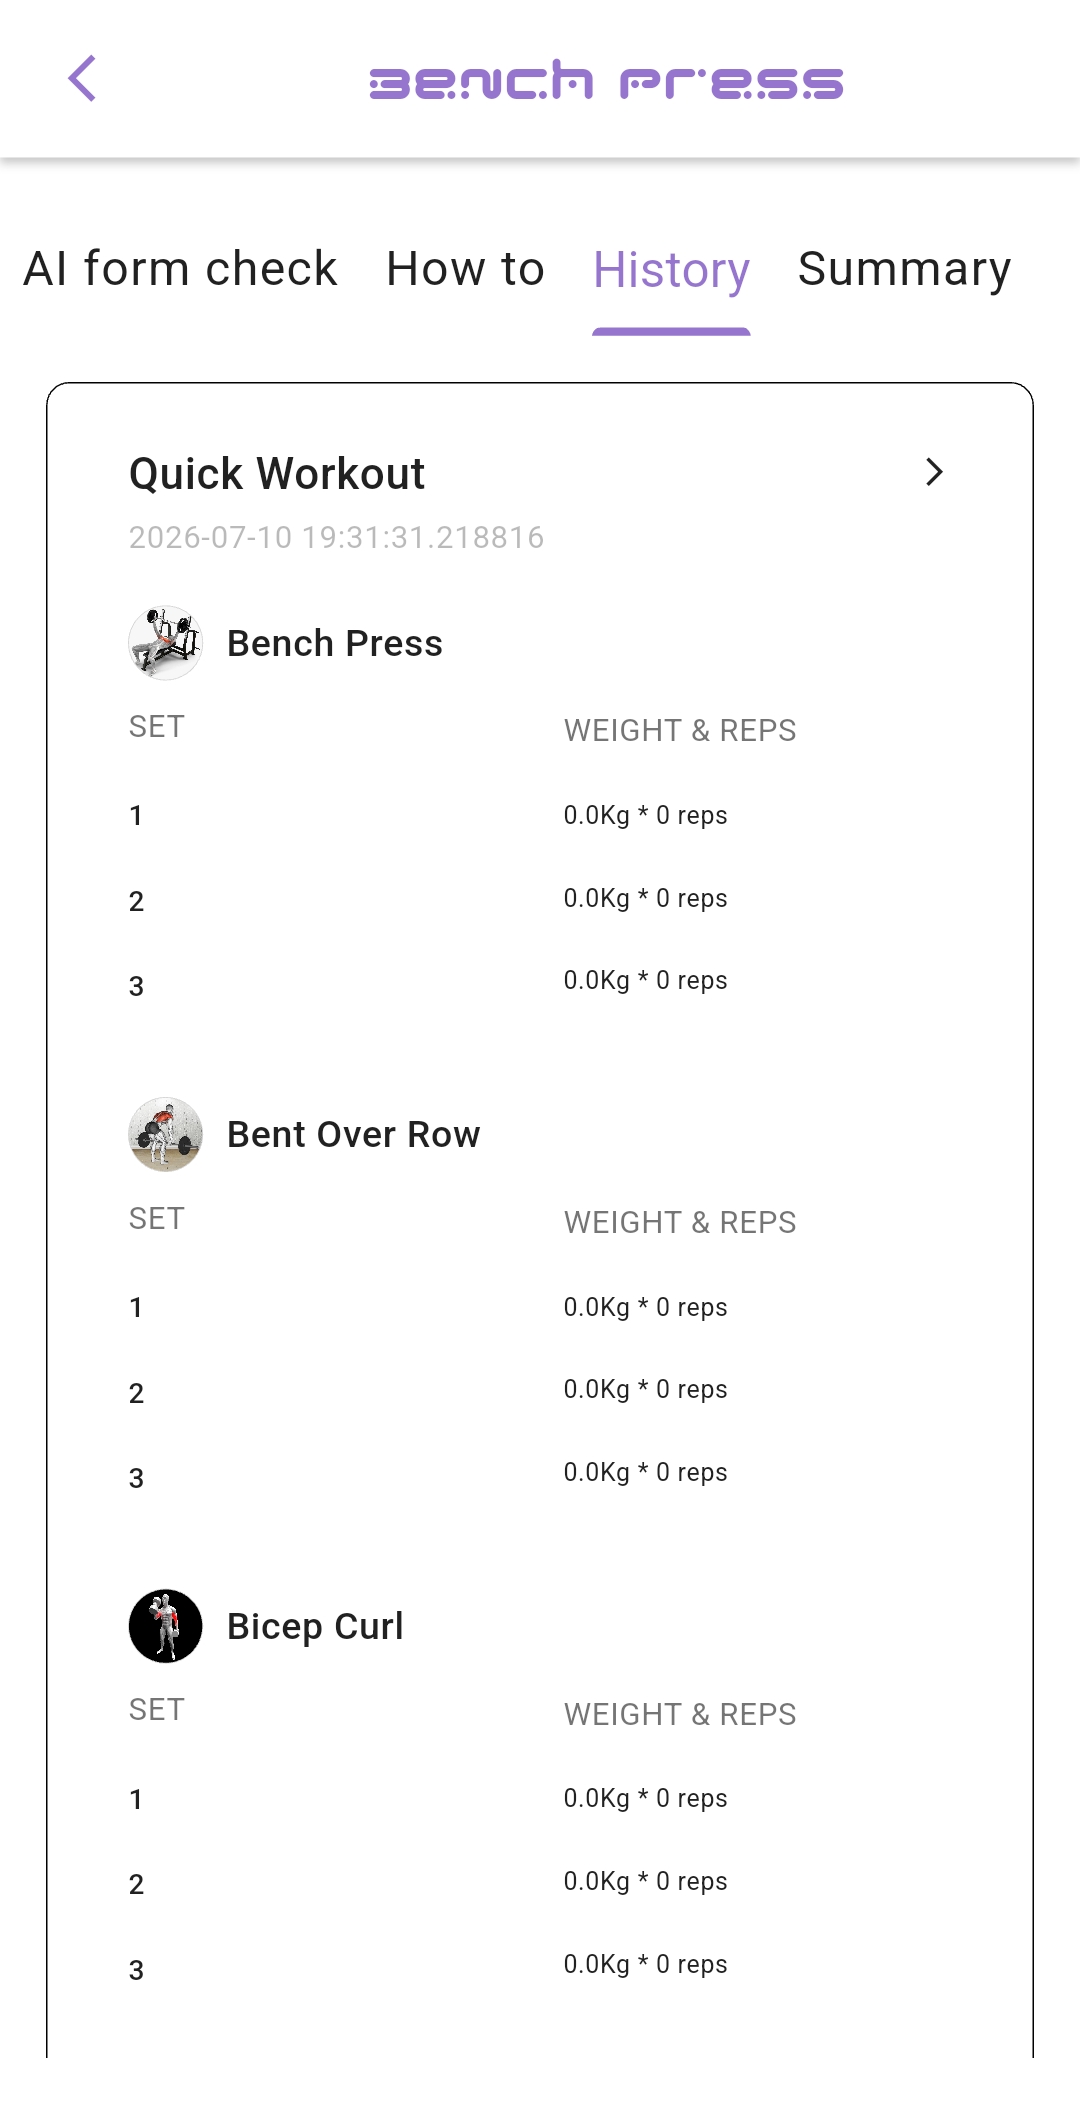 Bench Press
AI form check How to History Summary
Quick Workout
2026-07-10 19:31:31.218816
Bench Press
SET WEIGHT & REPS
1 0.0Kg * 0 reps
2 0.0Kg * 0 reps
3 0.0Kg * 0 reps
Bent Over Row
SET WEIGHT & REPS
1 0.0Kg * 0 reps
2 0.0Kg * 0 reps
3 0.0Kg * 0 reps
Bicep Curl
SET WEIGHT & REPS
1 0.0Kg * 0 reps
2 0.0Kg * 0 reps
3 0.0Kg * 0 reps